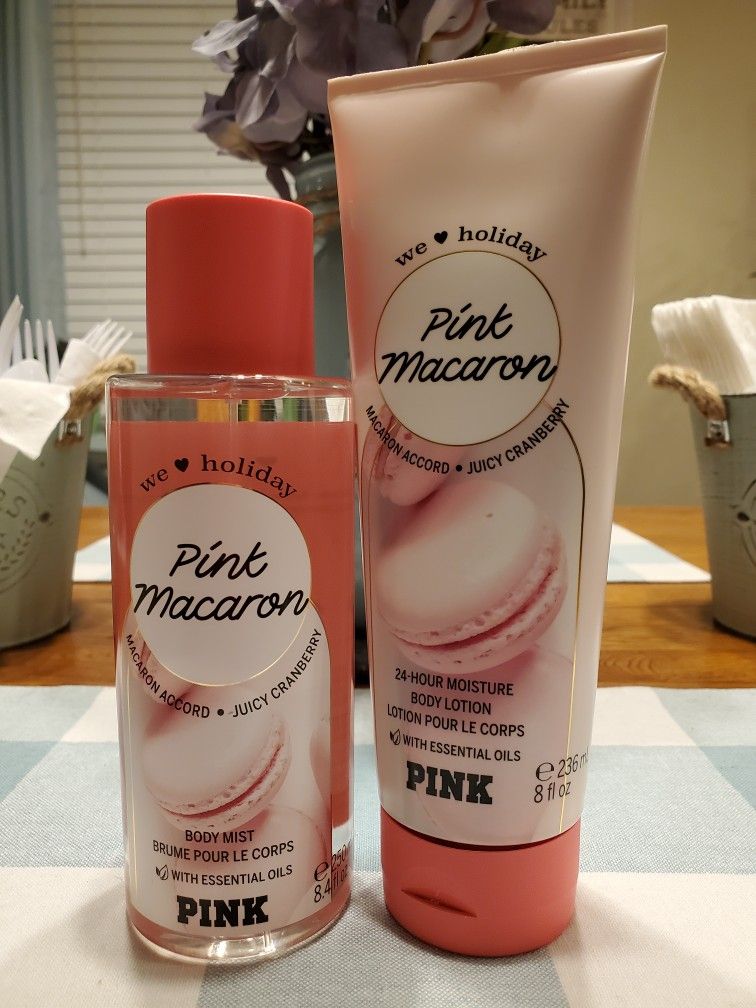 we ♥ holiday
Pink
Macaron
MACARON ACCORD • JUICY CRANBERRY
BODY MIST
BRUME POUR LE CORPS
WITH ESSENTIAL OILS
PINK
℮ 250
8.4 fl oz
we ♥ holiday
Pink
Macaron
MACARON ACCORD • JUICY CRANBERRY
24-HOUR MOISTURE
BODY LOTION
LOTION POUR LE CORPS
WITH ESSENTIAL OILS
PINK
℮ 236 m
8 fl oz